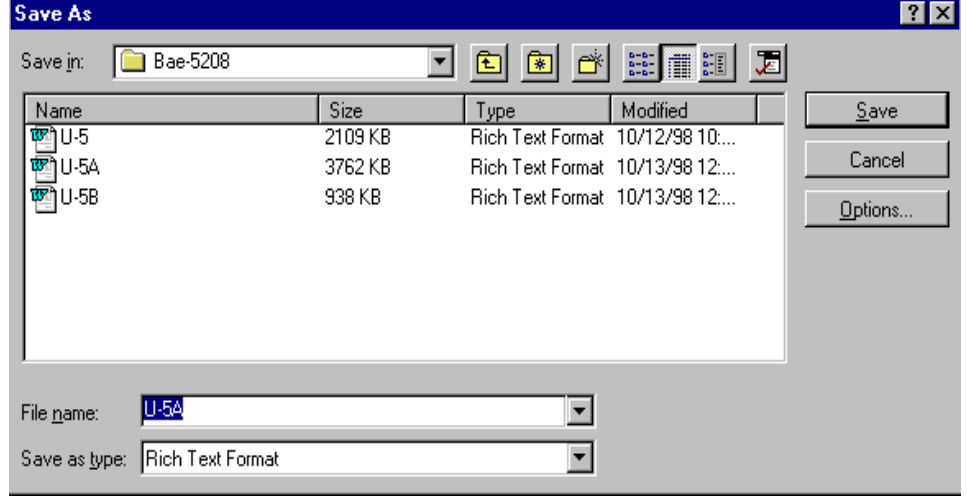 Save As
Save in: Bae-5208
Name Size Type Modified
U-5 2109 KB Rich Text Format 10/12/98 10:...
U-5A 3762 KB Rich Text Format 10/13/98 12:...
U-5B 938 KB Rich Text Format 10/13/98 12:...
Save
Cancel
Options...
File name: U-5A
Save as type: Rich Text Format